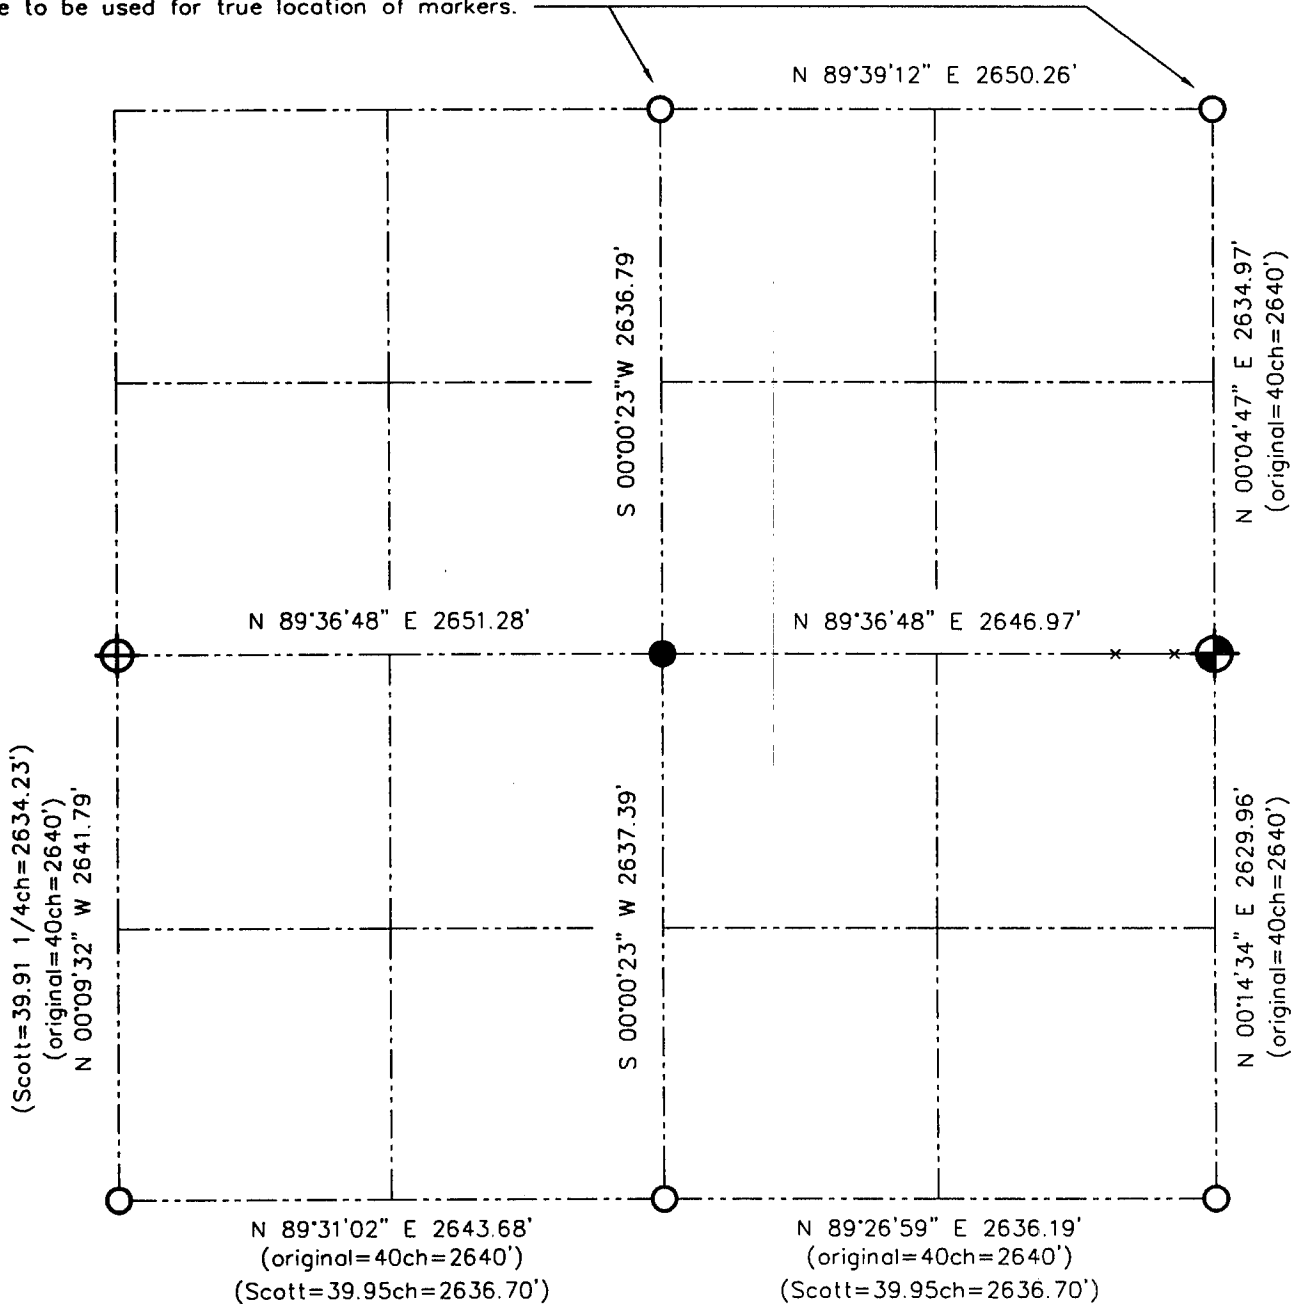 e to be used for true location of markers.
N 89°39'12" E 2650.26'
S 00°00'23"W 2636.79'
N 00°04'47" E 2634.97'
(original=40ch=2640')
N 89°36'48" E 2651.28'
N 89°36'48" E 2646.97'
(Scott=39.91 1/4ch=2634.23')
(original=40ch=2640')
N 00°09'32" W 2641.79'
S 00°00'23" W 2637.39'
N 00°14'34" E 2629.96'
(original=40ch=2640')
N 89°31'02" E 2643.68'
(original=40ch=2640')
(Scott=39.95ch=2636.70')
N 89°26'59" E 2636.19'
(original=40ch=2640')
(Scott=39.95ch=2636.70')